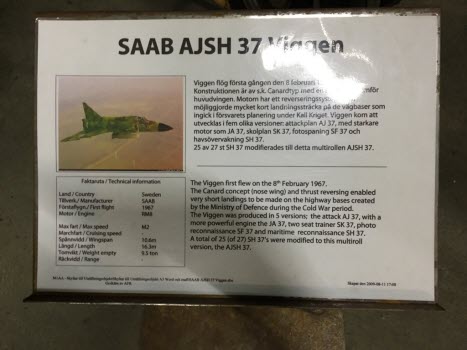 SAAB AJSH 37 Viggen
Viggen flög första gången den 8 februari
Konstruktionen är av s.k. Canardtyp med en
huvudvingen. Motorn har ett reverseringssys
möjliggjorde mycket kort landningssträcka på de vägbaser som
ingick i försvarets planering under Kall Kriget. Viggen kom att
utvecklas i fem olika versioner: attackplan AJ 37, med starkare
motor som JA 37, skolplan SK 37, fotospaning SF 37 och
havsövervakning SH 37.
25 av 27 st SH 37 modifierades till detta multirollen AJSH 37.
Faktaruta / Technical information
Land / Country Sweden
Tillverk./ Manufacturer SAAB
Förstaflygn/ First flight 1967
Motor / Engine RM8
Max fart / Max speed M2
Marchfart / Cruising speed
Spännvidd / Wingspan 10.6m
Längd / Length 16.3m
Tomvikt / Weight empty 9.5 ton
Räckvidd / Range
The Viggen first flew on the 8th February 1967.
The Canard concept (nose wing) and thrust reversing enabled
very short landings to be made on the highway bases created
by the Ministry of Defence during the Cold War period.
The Viggen was produced in 5 versions; the attack AJ 37, with a
more powerful engine the JA 37, two seat trainer SK 37, photo
reconnaissance SF 37 and maritime reconnaissance SH 37.
A total of 25 (of 27) SH 37's were modified to this multiroll
version, the AJSH 37.